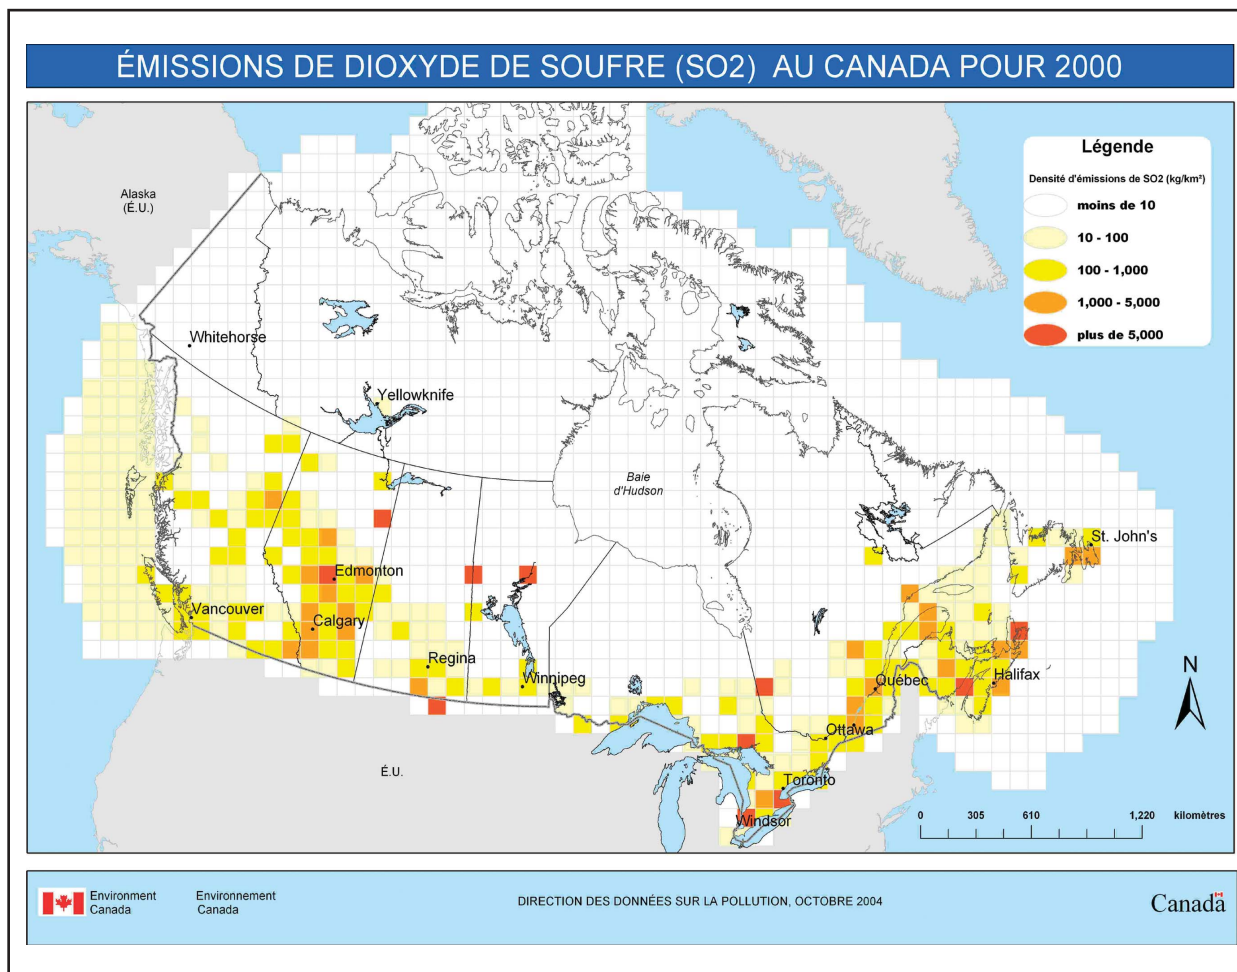 ÉMISSIONS DE DIOXYDE DE SOUFRE (SO2) AU CANADA POUR 2000
Légende
Densité d'émissions de SO2 (kg/km²)
moins de 10
10 - 100
100 - 1,000
1,000 - 5,000
plus de 5,000
Alaska
(É.U.)
Whitehorse
Yellowknife
Baie
d'Hudson
St. John's
Edmonton
Vancouver
Calgary
Regina
Winnipeg
Québec
Halifax
Ottawa
É.U.
Toronto
Windsor
N
0 305 610 1,220 kilomètres
Environment
Canada
Environnement
Canada
DIRECTION DES DONNÉES SUR LA POLLUTION, OCTOBRE 2004
Canada